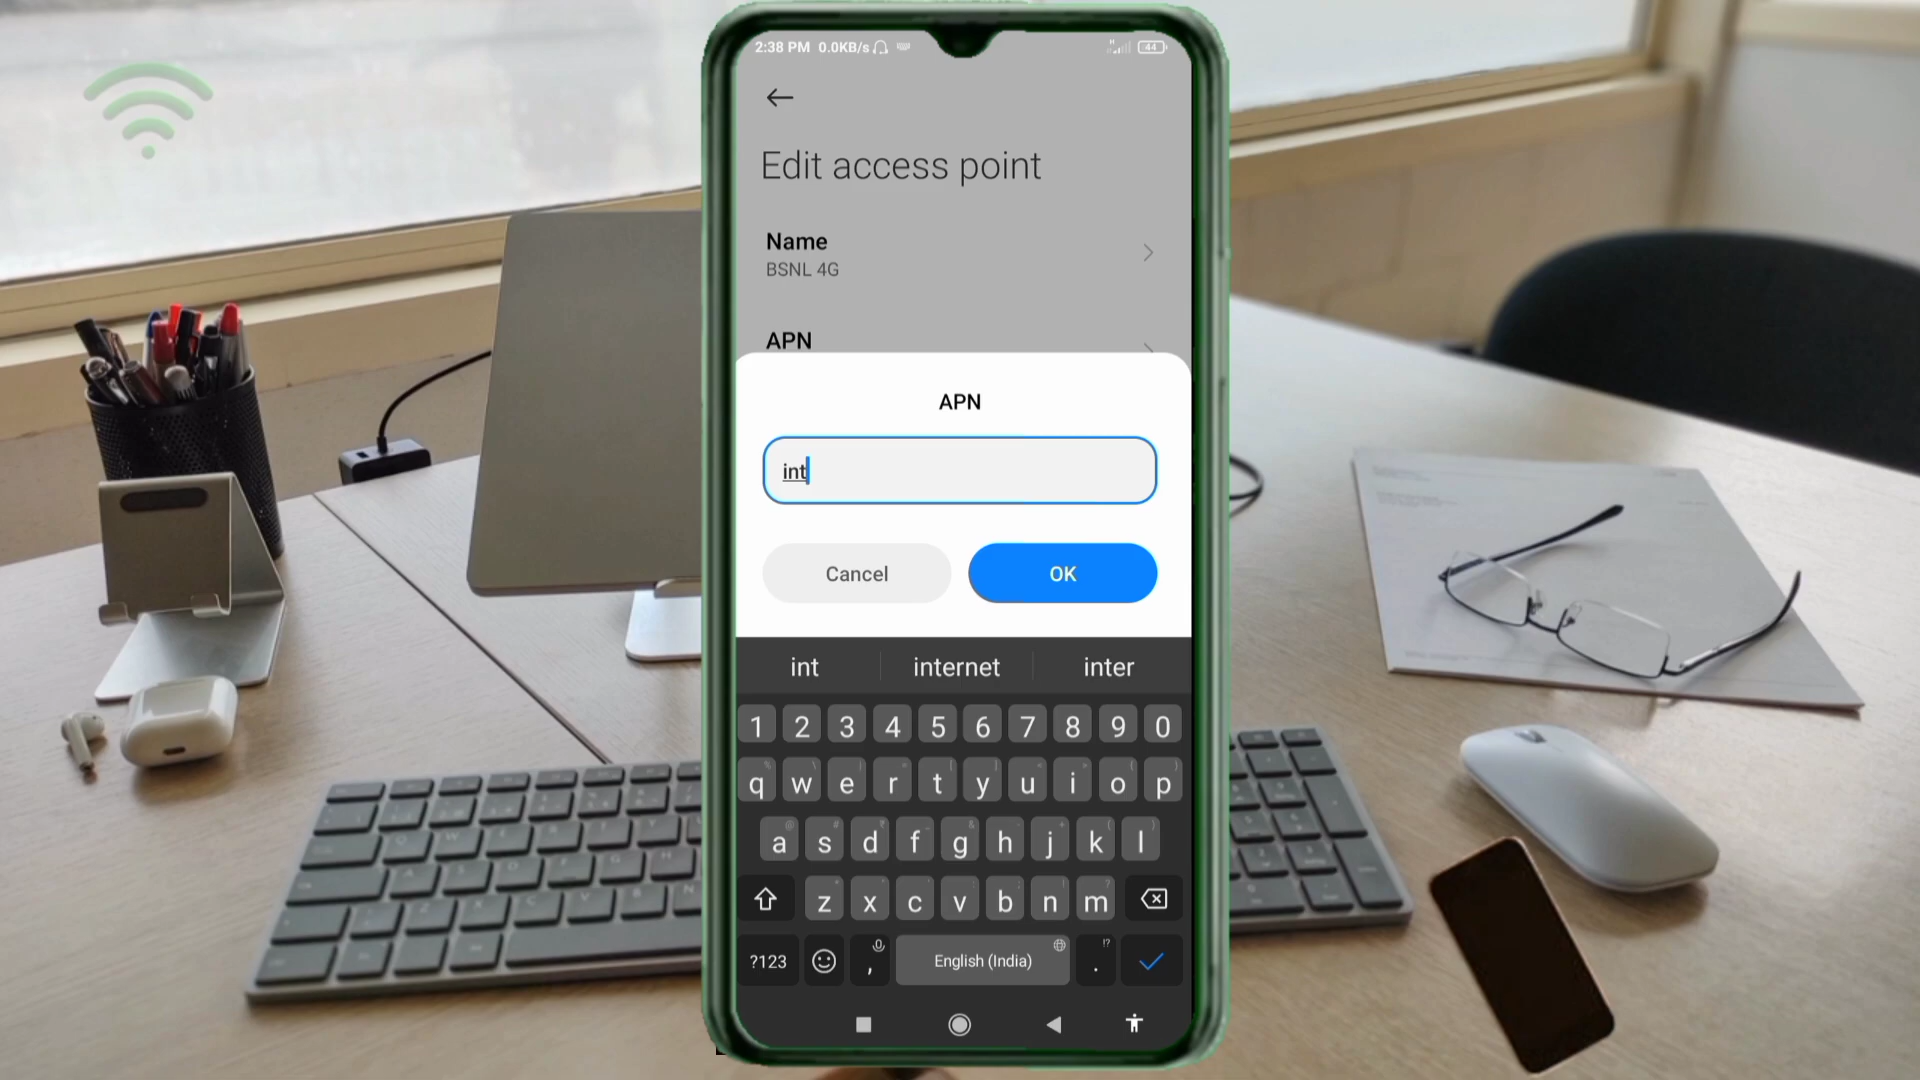 2:38 PM 0.0KB/s 44
Edit access point
Name
BSNL 4G
APN
APN
int
Cancel OK
int internet inter
1 2 3 4 5 6 7 8 9 0
q w e r t y u i o p
a s d f g h j k l
z x c v b n m
?123 , English (India) .